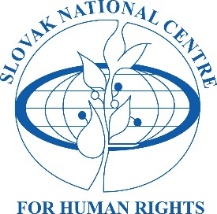 SLOVAK NATIONAL CENTRE
FOR HUMAN RIGHTS